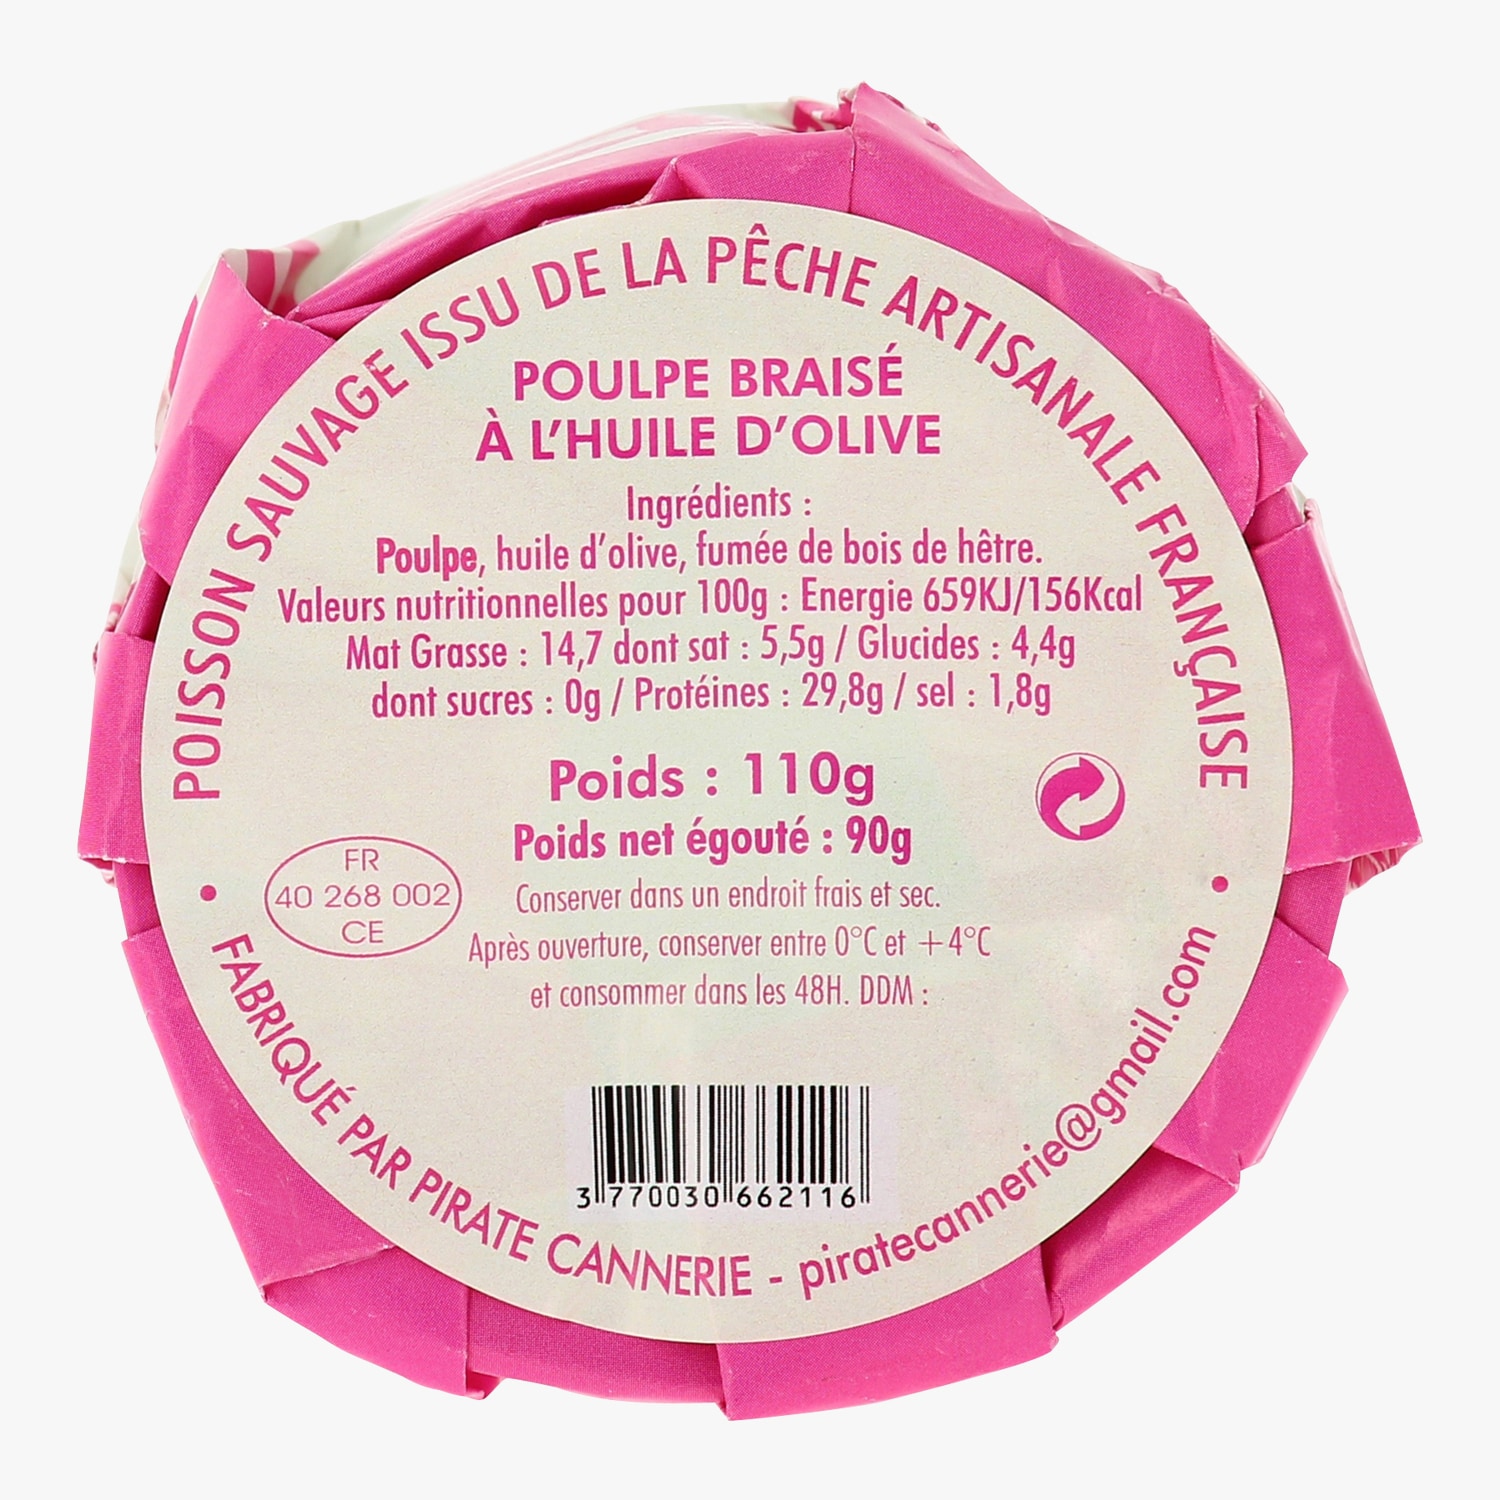 POISSON SAUVAGE ISSU DE LA PÊCHE ARTISANALE FRANÇAISE
POULPE BRAISÉ
À L'HUILE D'OLIVE
Ingrédients :
Poulpe, huile d'olive, fumée de bois de hêtre.
Valeurs nutritionnelles pour 100g : Energie 659KJ/156Kcal
Mat Grasse : 14,7 dont sat : 5,5g / Glucides : 4,4g
dont sucres : 0g / Protéines : 29,8g / sel : 1,8g
Poids : 110g
Poids net égouté : 90g
FR
40 268 002
CE
Conserver dans un endroit frais et sec.
Après ouverture, conserver entre 0°C et +4°C
et consommer dans les 48H. DDM :
3 770030 662116
• FABRIQUÉ PAR PIRATE CANNERIE - piratecannerie@gmail.com •